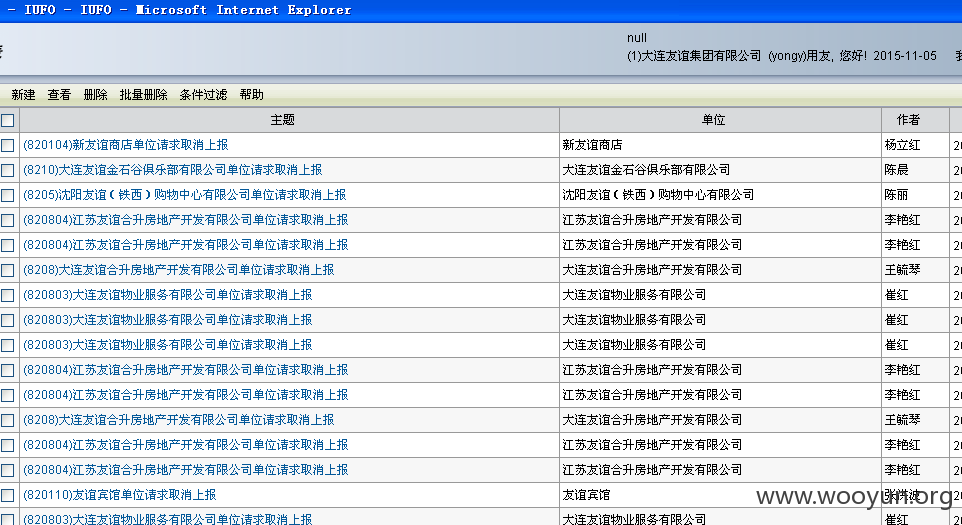 - IUFO - IUFO - Microsoft Internet Explorer
null
(1)大连友谊集团有限公司 (yongy)用友, 您好! 2015-11-05
新建 查看 删除 批量删除 条件过滤 帮助
主题 单位 作者
(820104)新友谊商店单位请求取消上报 新友谊商店 杨立红
(8210)大连友谊金石谷俱乐部有限公司单位请求取消上报 大连友谊金石谷俱乐部有限公司 陈晨
(8205)沈阳友谊(铁西)购物中心有限公司单位请求取消上报 沈阳友谊(铁西)购物中心有限公司 陈丽
(820804)江苏友谊合升房地产开发有限公司单位请求取消上报 江苏友谊合升房地产开发有限公司 李艳红
(820804)江苏友谊合升房地产开发有限公司单位请求取消上报 江苏友谊合升房地产开发有限公司 李艳红
(8208)大连友谊合升房地产开发有限公司单位请求取消上报 大连友谊合升房地产开发有限公司 王毓琴
(820803)大连友谊物业服务有限公司单位请求取消上报 大连友谊物业服务有限公司 崔红
(820803)大连友谊物业服务有限公司单位请求取消上报 大连友谊物业服务有限公司 崔红
(820803)大连友谊物业服务有限公司单位请求取消上报 大连友谊物业服务有限公司 崔红
(820804)江苏友谊合升房地产开发有限公司单位请求取消上报 江苏友谊合升房地产开发有限公司 李艳红
(820804)江苏友谊合升房地产开发有限公司单位请求取消上报 江苏友谊合升房地产开发有限公司 李艳红
(8208)大连友谊合升房地产开发有限公司单位请求取消上报 大连友谊合升房地产开发有限公司 王毓琴
(820804)江苏友谊合升房地产开发有限公司单位请求取消上报 江苏友谊合升房地产开发有限公司 李艳红
(820804)江苏友谊合升房地产开发有限公司单位请求取消上报 江苏友谊合升房地产开发有限公司 李艳红
(820110)友谊宾馆单位请求取消上报 友谊宾馆
www.wooyun.org
(820803)大连友谊物业服务有限公司单位请求取消上报 大连友谊物业服务有限公司 崔红